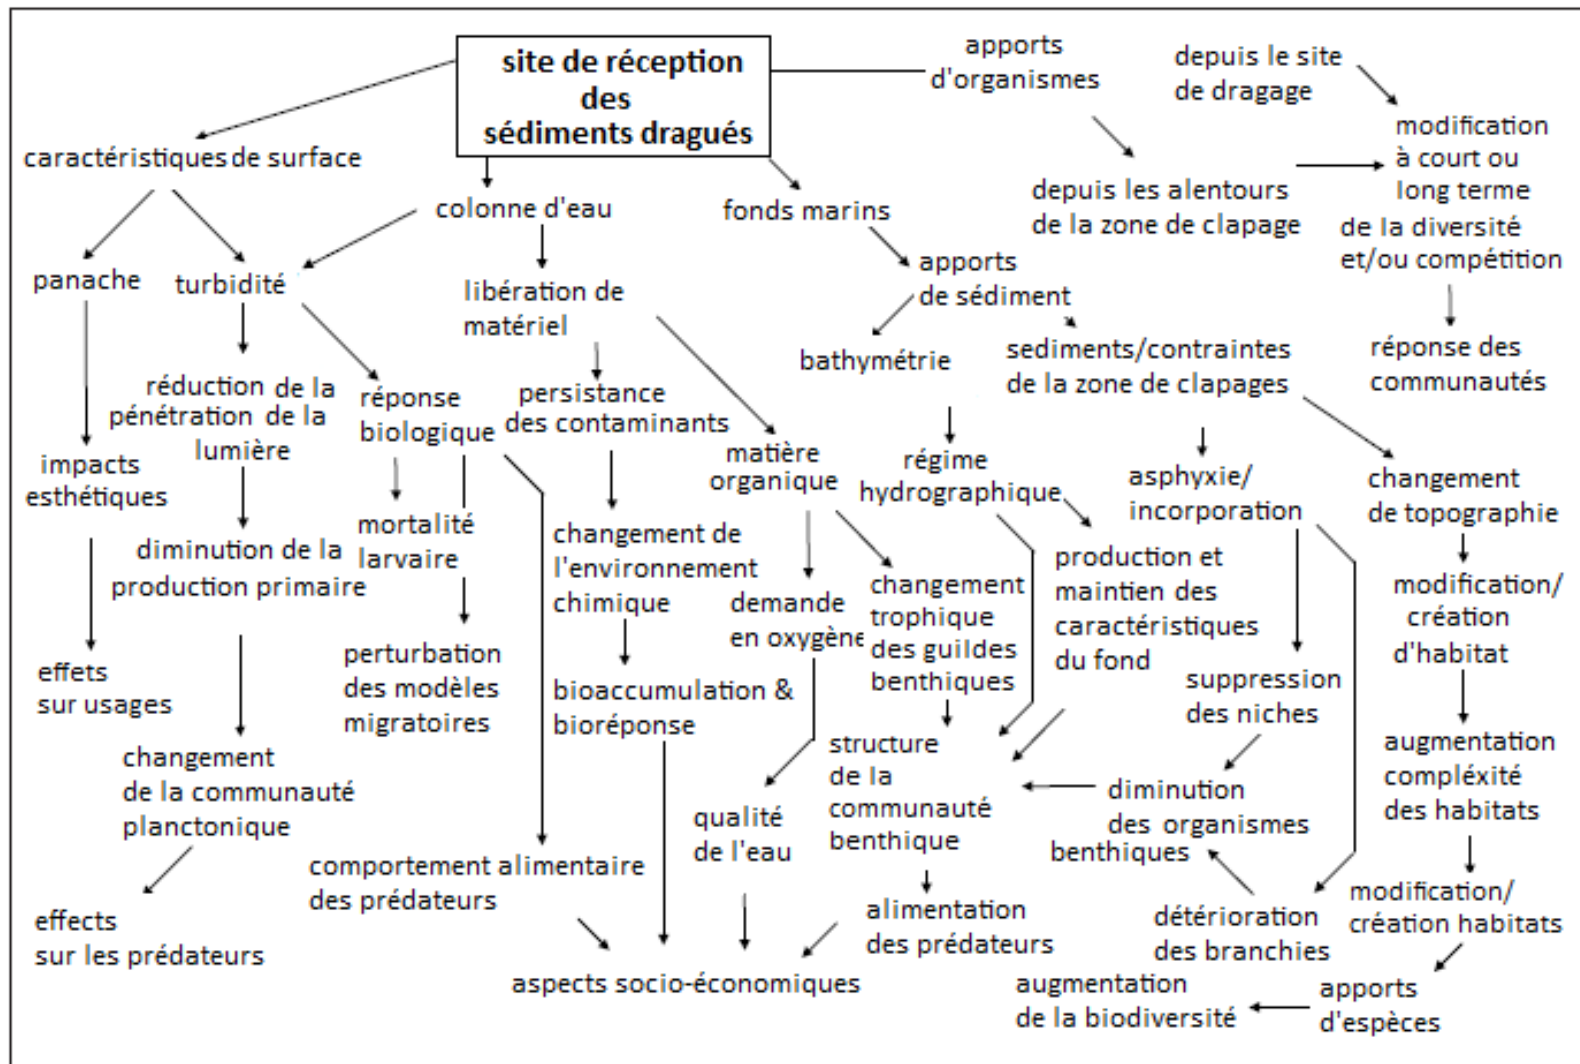 site de réception
des
sédiments dragués
apports
d'organismes
depuis le site
de dragage
modification
à court ou
long terme
de la diversité
et/ou compétition
réponse des
communautés
depuis les alentours
de la zone de clapage
caractéristiques de surface
colonne d'eau
fonds marins
panache
turbidité
libération de
matériel
apports
de sédiment
bathymétrie
sediments/contraintes
de la zone de clapages
réduction de la
pénétration de la
lumière
réponse
biologique
persistance
des contaminants
matière
organique
régime
hydrographique
asphyxie/
incorporation
changement
de topographie
impacts
esthétiques
diminution de la
production primaire
mortalité
larvaire
changement de
l'environnement
chimique
demande
en oxygène
changement
trophique
des guildes
benthiques
production et
maintien des
caractéristiques
du fond
modification/
création
d'habitat
effets
sur usages
perturbation
des modèles
migratoires
bioaccumulation &
bioréponse
suppression
des niches
changement
de la communauté
planctonique
structure
de la
communauté
benthique
diminution
des organismes
benthiques
augmentation
compléxité
des habitats
qualité
de l'eau
comportement alimentaire
des prédateurs
effects
sur les prédateurs
alimentation
des prédateurs
détérioration
des branchies
modification/
création habitats
aspects socio-économiques
augmentation
de la biodiversité
apports
d'espèces